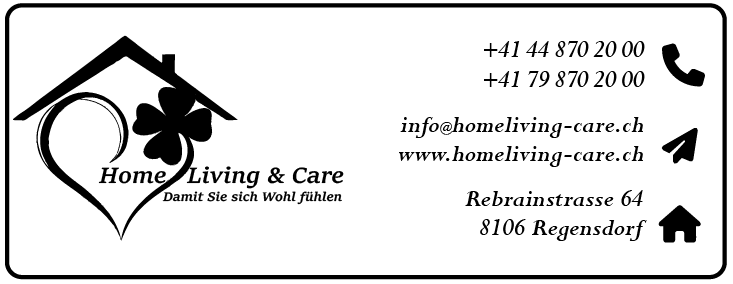 Home Living & Care
Damit Sie sich Wohl fühlen
+41 44 870 20 00
+41 79 870 20 00
info@homeliving-care.ch
www.homeliving-care.ch
Rebrainstrasse 64
8106 Regensdorf